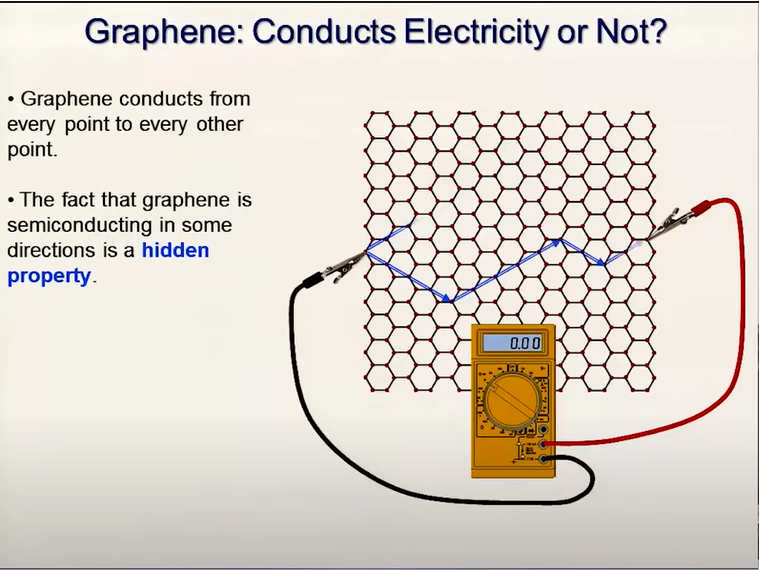 Graphene: Conducts Electricity or Not?
• Graphene conducts from
every point to every other
point.
• The fact that graphene is
semiconducting in some
directions is a hidden
property.
0.00